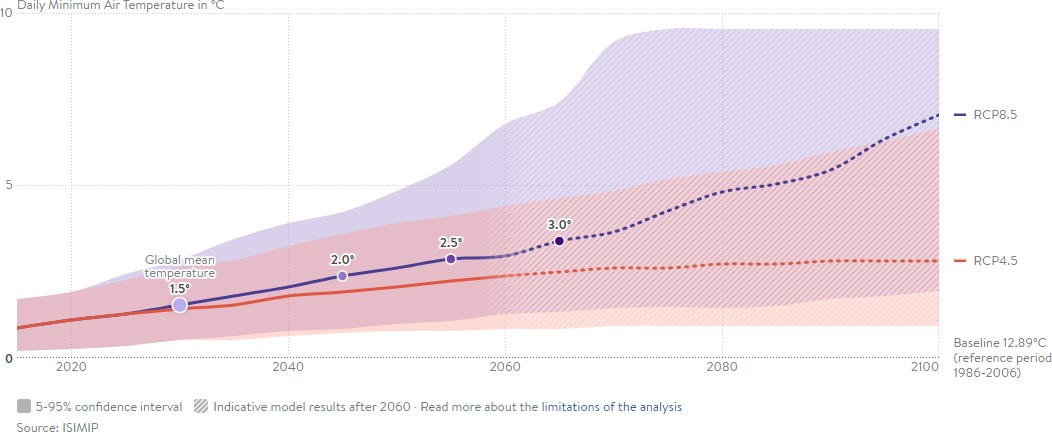 Daily Minimum Air Temperature in °C
10
RCP8.5
5
3.0°
2.5°
2.0°
Global mean
temperature
1.5°
RCP4.5
Baseline 12.89°C
(reference period
1986-2006)
0
2020 2040 2060 2080 2100
5-95% confidence interval Indicative model results after 2060 · Read more about the limitations of the analysis
Source: ISIMIP